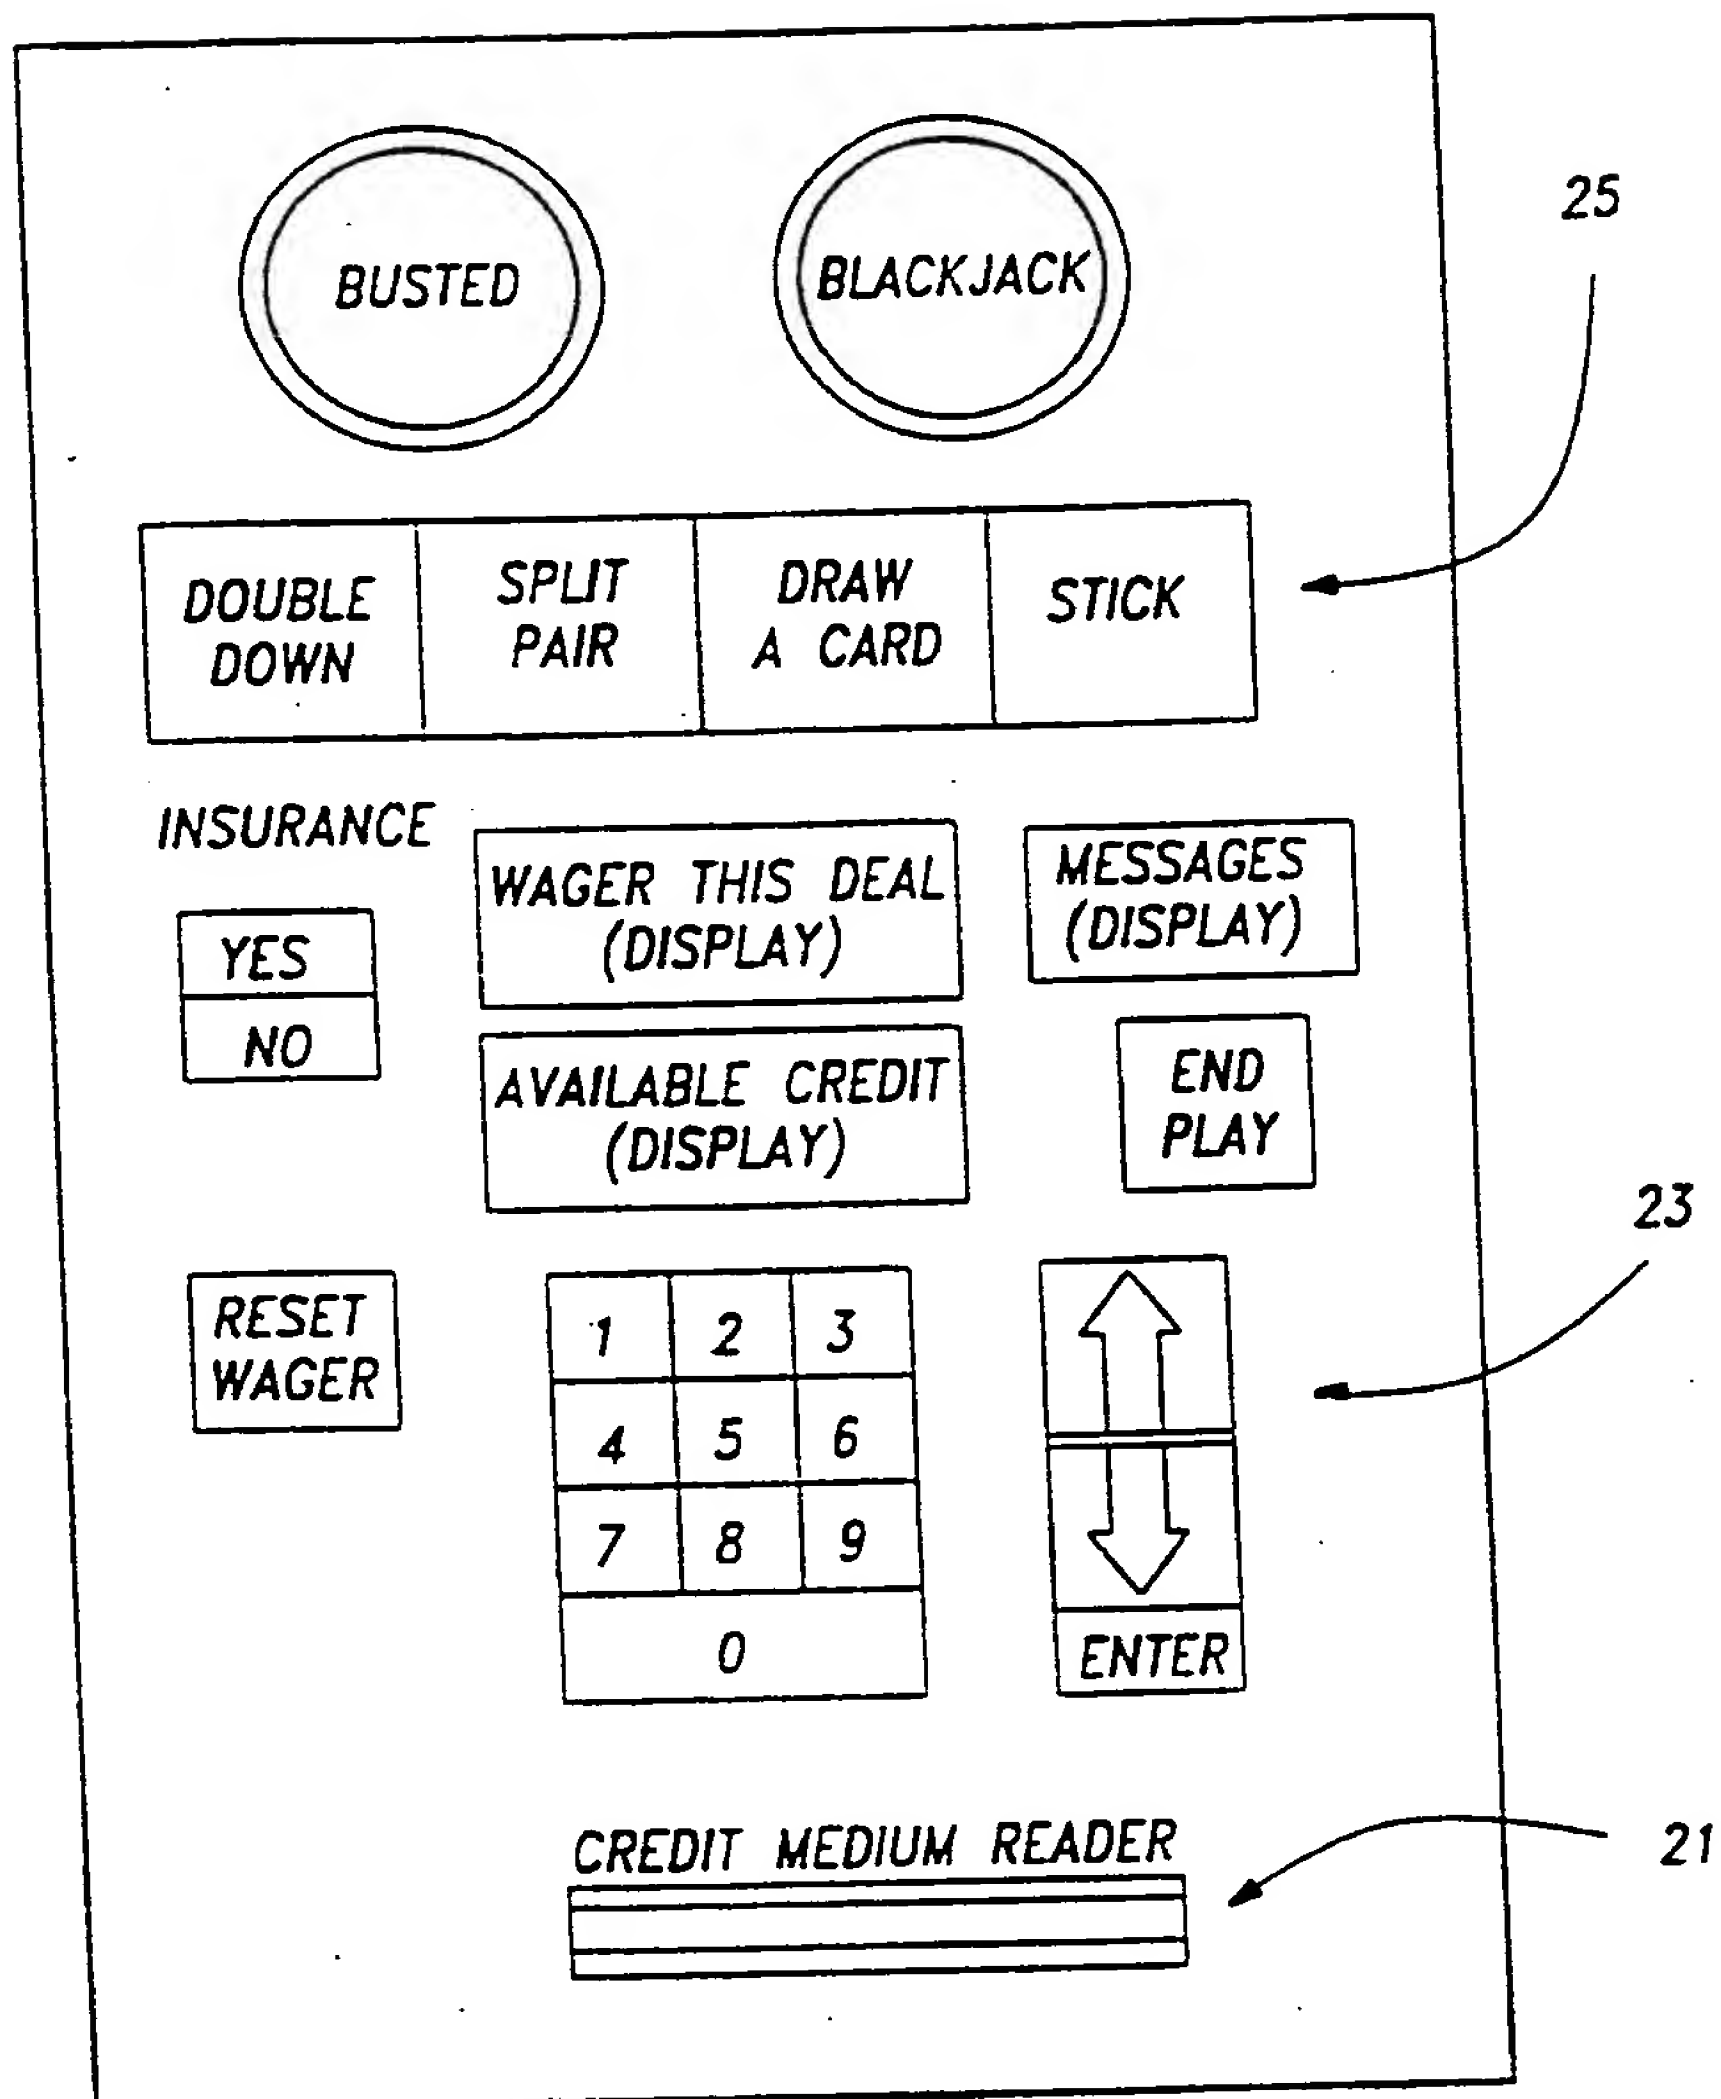 25
BUSTED
BLACKJACK
DOUBLE
DOWN
SPLIT
PAIR
DRAW
A CARD
STICK
INSURANCE
YES
NO
WAGER THIS DEAL
(DISPLAY)
MESSAGES
(DISPLAY)
AVAILABLE CREDIT
(DISPLAY)
END
PLAY
23
RESET
WAGER
1 2 3
4 5 6
7 8 9
0
ENTER
CREDIT MEDIUM READER
21